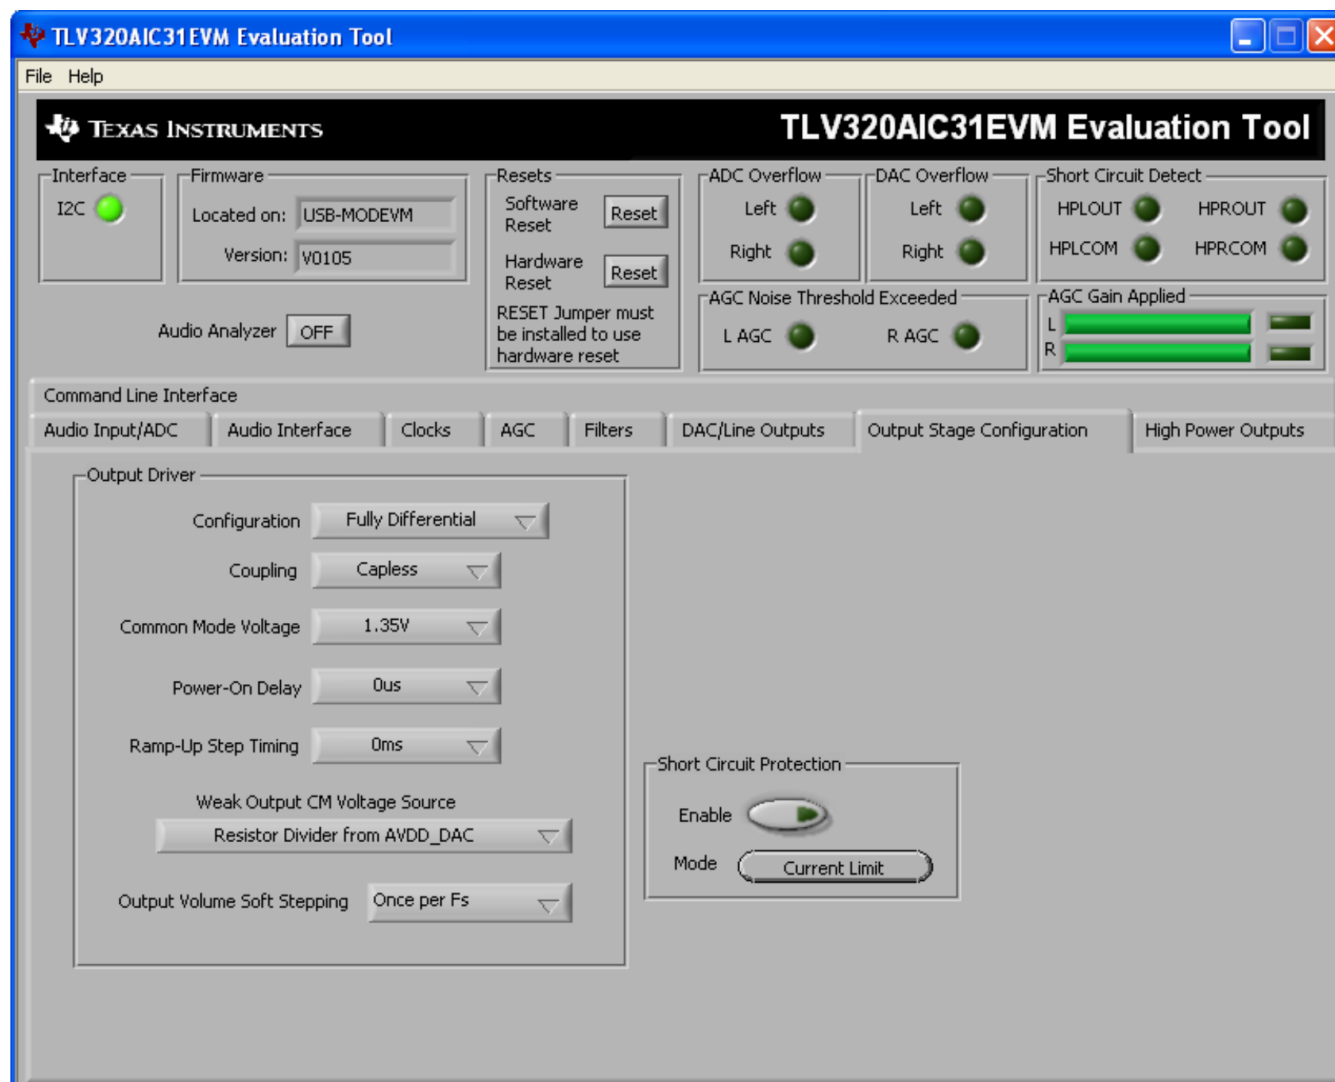 TLV320AIC31EVM Evaluation Tool
File Help
TEXAS INSTRUMENTS
TLV320AIC31EVM Evaluation Tool
Interface
I2C
Firmware
Located on: USB-MODEVM
Version: V0105
Audio Analyzer OFF
Resets
Software
Reset
Reset
Hardware
Reset
Reset
RESET Jumper must
be installed to use
hardware reset
ADC Overflow
Left
Right
DAC Overflow
Left
Right
Short Circuit Detect
HPLOUT HPROUT
HPLCOM HPRCOM
AGC Noise Threshold Exceeded
L AGC R AGC
AGC Gain Applied
L
R
Command Line Interface
Audio Input/ADC Audio Interface Clocks AGC Filters DAC/Line Outputs Output Stage Configuration High Power Outputs
Output Driver
Configuration Fully Differential
Coupling Capless
Common Mode Voltage 1.35V
Power-On Delay 0us
Ramp-Up Step Timing 0ms
Weak Output CM Voltage Source
Resistor Divider from AVDD_DAC
Output Volume Soft Stepping Once per Fs
Short Circuit Protection
Enable
Mode Current Limit